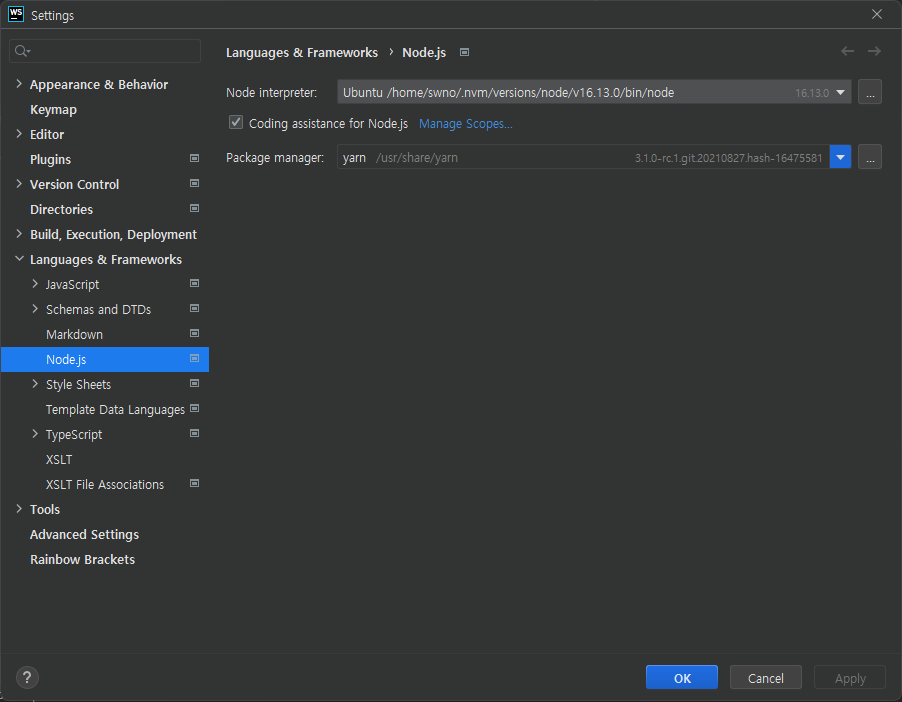 WS Settings
Languages & Frameworks › Node.js
Appearance & Behavior
Keymap
Editor
Plugins
Version Control
Directories
Build, Execution, Deployment
Languages & Frameworks
JavaScript
Schemas and DTDs
Markdown
Node.js
Style Sheets
Template Data Languages
TypeScript
XSLT
XSLT File Associations
Tools
Advanced Settings
Rainbow Brackets
Node interpreter: Ubuntu /home/swno/.nvm/versions/node/v16.13.0/bin/node 16.13.0 ...
Coding assistance for Node.js Manage Scopes...
Package manager: yarn /usr/share/yarn 3.1.0-rc.1.git.20210827.hash-16475581 ...
? OK Cancel Apply